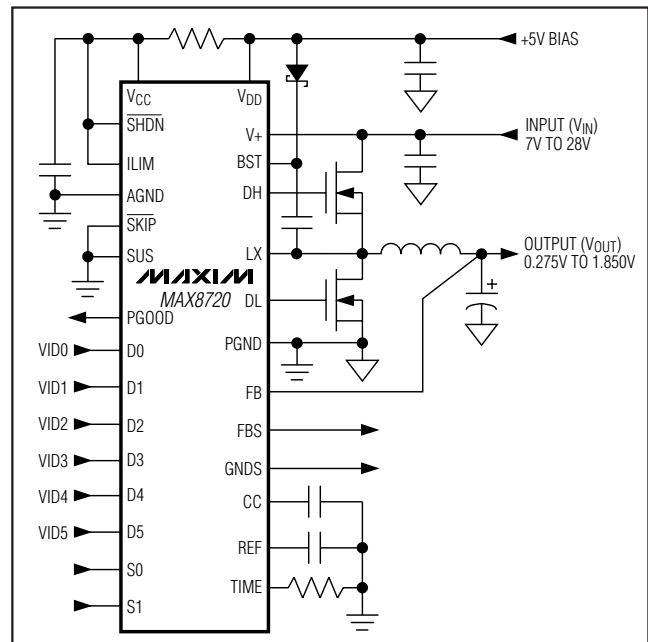 +5V BIAS
VCC
VDD
SHDN
V+
INPUT (VIN)
7V TO 28V
ILIM
BST
AGND
DH
SKIP
SUS
LX
OUTPUT (VOUT)
0.275V TO 1.850V
MAXIM
MAX8720
DL
PGOOD
PGND
VID0
D0
VID1
D1
FB
VID2
D2
FBS
VID3
D3
GNDS
VID4
D4
CC
VID5
D5
REF
S0
TIME
S1